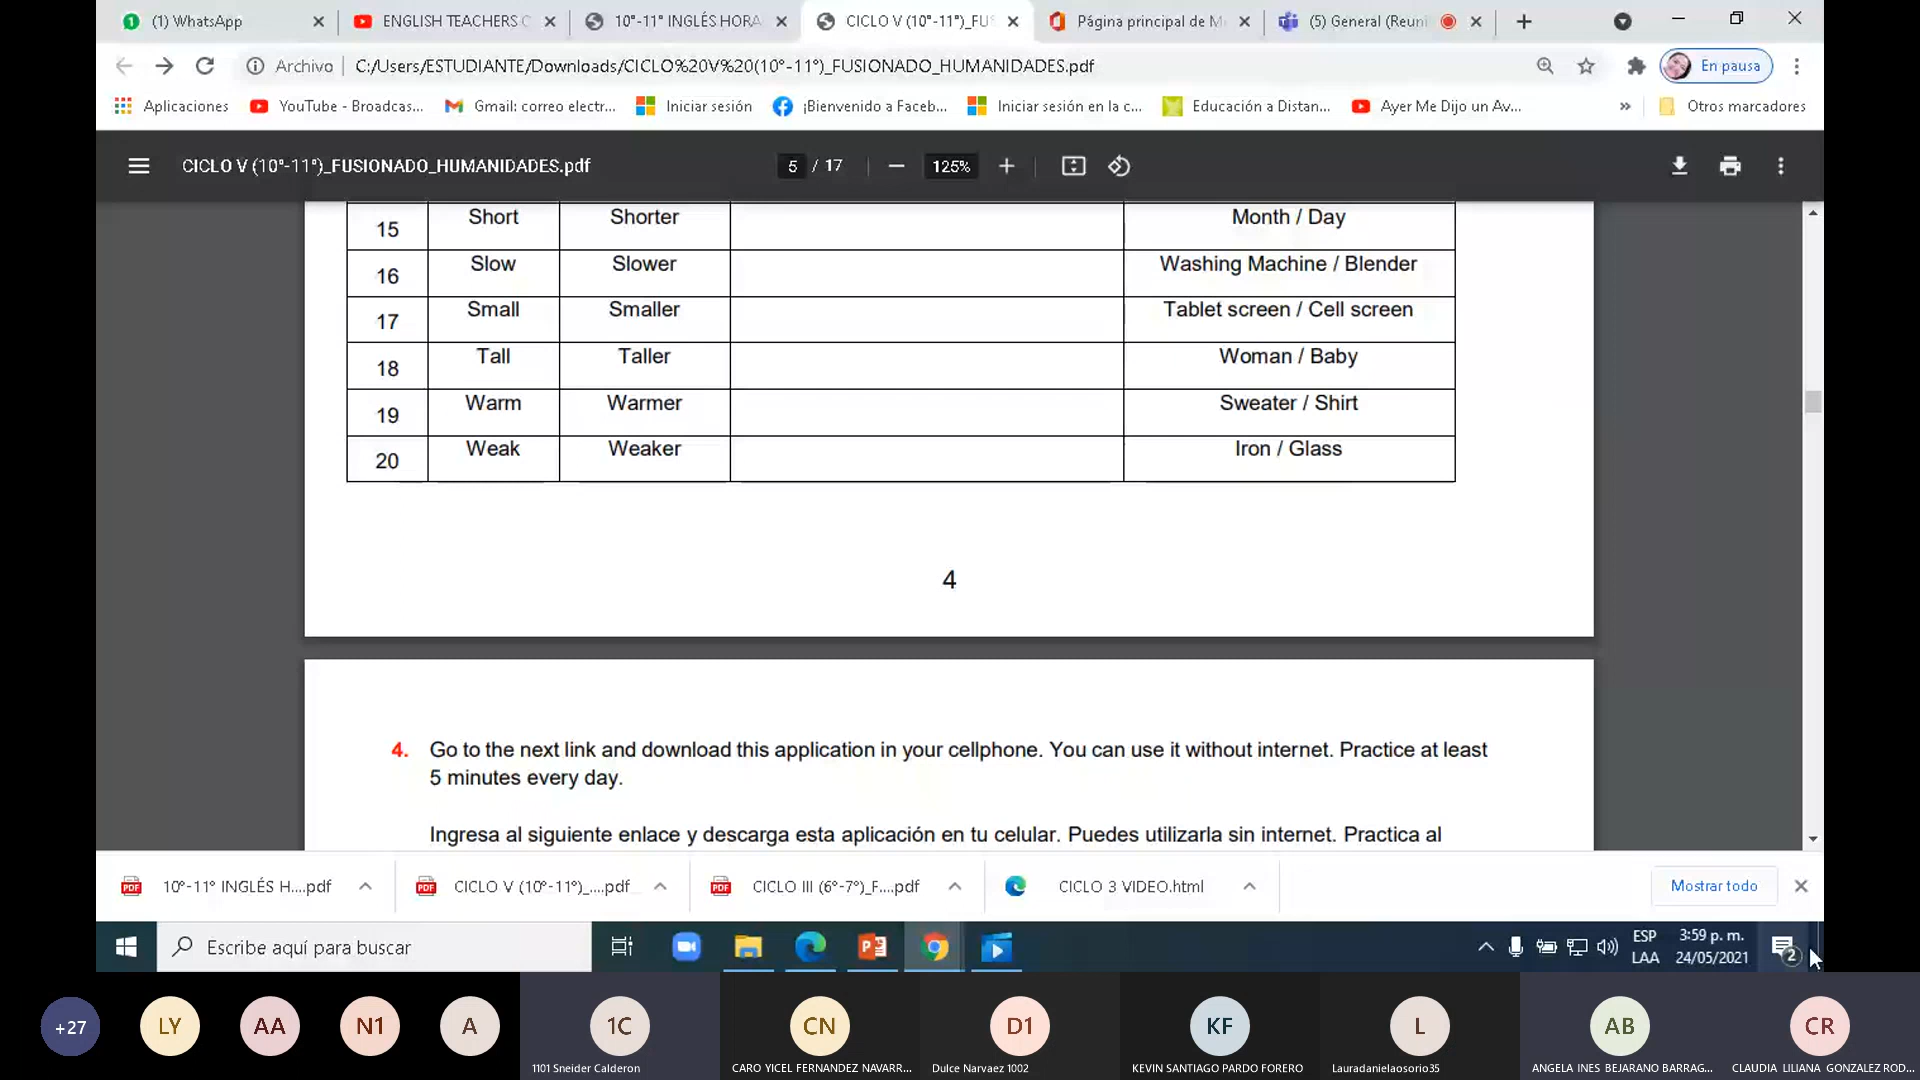 (1) WhatsApp
ENGLISH TEACHERS C
10°-11° INGLÉS HORA
CICLO V (10°-11°)_FUS
Página principal de M
(5) General (Reuni
Archivo
C:/Users/ESTUDIANTE/Downloads/CICLO%20V%20(10°-11°)_FUSIONADO_HUMANIDADES.pdf
En pausa
Aplicaciones
YouTube - Broadcas...
Gmail: correo electr...
Iniciar sesión
¡Bienvenido a Faceb...
Iniciar sesión en la c...
Educación a Distan...
Ayer Me Dijo un Av...
»
Otros marcadores
CICLO V (10°-11°)_FUSIONADO_HUMANIDADES.pdf
5 / 17
125%
15 Short Shorter Month / Day
16 Slow Slower Washing Machine / Blender
17 Small Smaller Tablet screen / Cell screen
18 Tall Taller Woman / Baby
19 Warm Warmer Sweater / Shirt
20 Weak Weaker Iron / Glass
4
4. Go to the next link and download this application in your cellphone. You can use it without internet. Practice at least
5 minutes every day.
Ingresa al siguiente enlace y descarga esta aplicación en tu celular. Puedes utilizarla sin internet. Practica al
10°-11° INGLÉS H....pdf
CICLO V (10°-11°)_....pdf
CICLO III (6°-7°)_F....pdf
CICLO 3 VIDEO.html
Mostrar todo
Escribe aquí para buscar
ESP
LAA
3:59 p. m.
24/05/2021
2
+27
LY
AA
N1
A
1C
CN
D1
KF
L
AB
CR
1101 Sneider Calderon
CARO YICEL FERNANDEZ NAVARR...
Dulce Narvaez 1002
KEVIN SANTIAGO PARDO FORERO
Lauradanielaosorio35
ANGELA INES BEJARANO BARRAG...
CLAUDIA LILIANA GONZALEZ ROD...